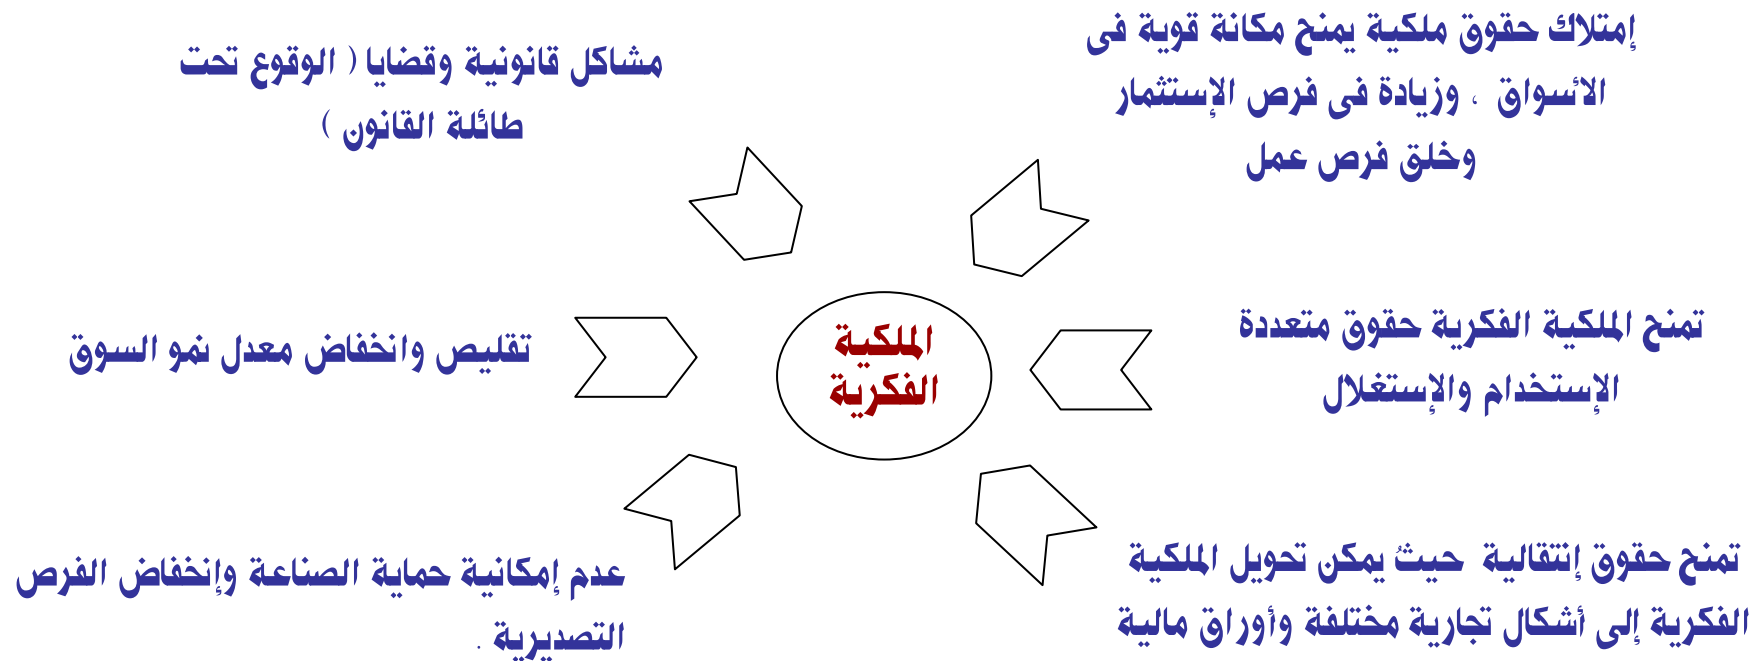 إمتلاك حقوق ملكية يمنح مكانة قوية فى
الأسواق ، وزيادة فى فرص الإستثمار
وخلق فرص عمل
تمنح الملكية الفكرية حقوق متعددة
الإستخدام والإستغلال
تمنح حقوق إنتقالية حيثُ يمكن تحويل الملكية
الفكرية إلى أشكال تجارية مختلفة وأوراق مالية
الملكية
الفكرية
مشاكل قانونية وقضايا ( الوقوع تحت
طائلة القانون )
تقليص وانخفاض معدل نمو السوق
عدم إمكانية حماية الصناعة وإنخفاض الفرص
التصديرية .